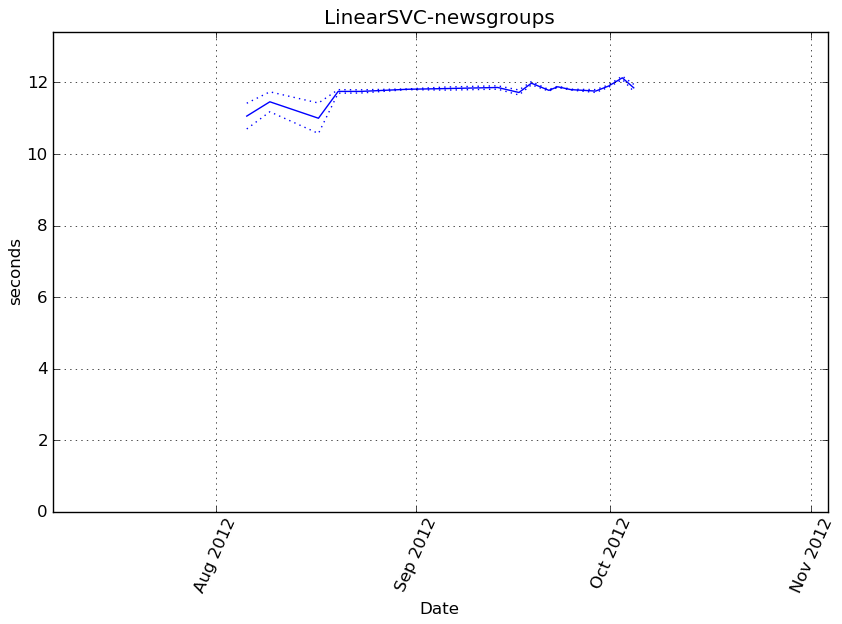 LinearSVC-newsgroups
12
10
8
6
4
2
0
seconds
Aug 2012
Sep 2012
Oct 2012
Nov 2012
Date